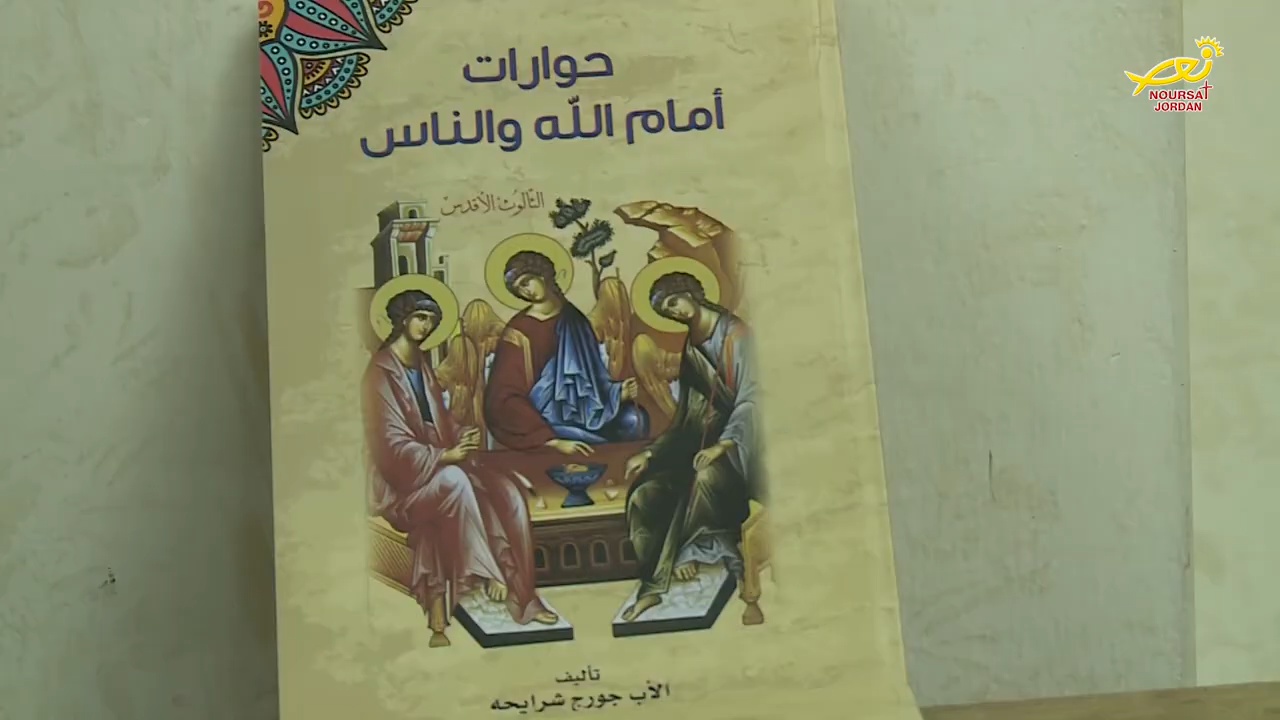 حوارات
أمام الله والناس
الثالوث الأقدس
تأليف
الأب جورج شرايحه
NOURSAT
JORDAN